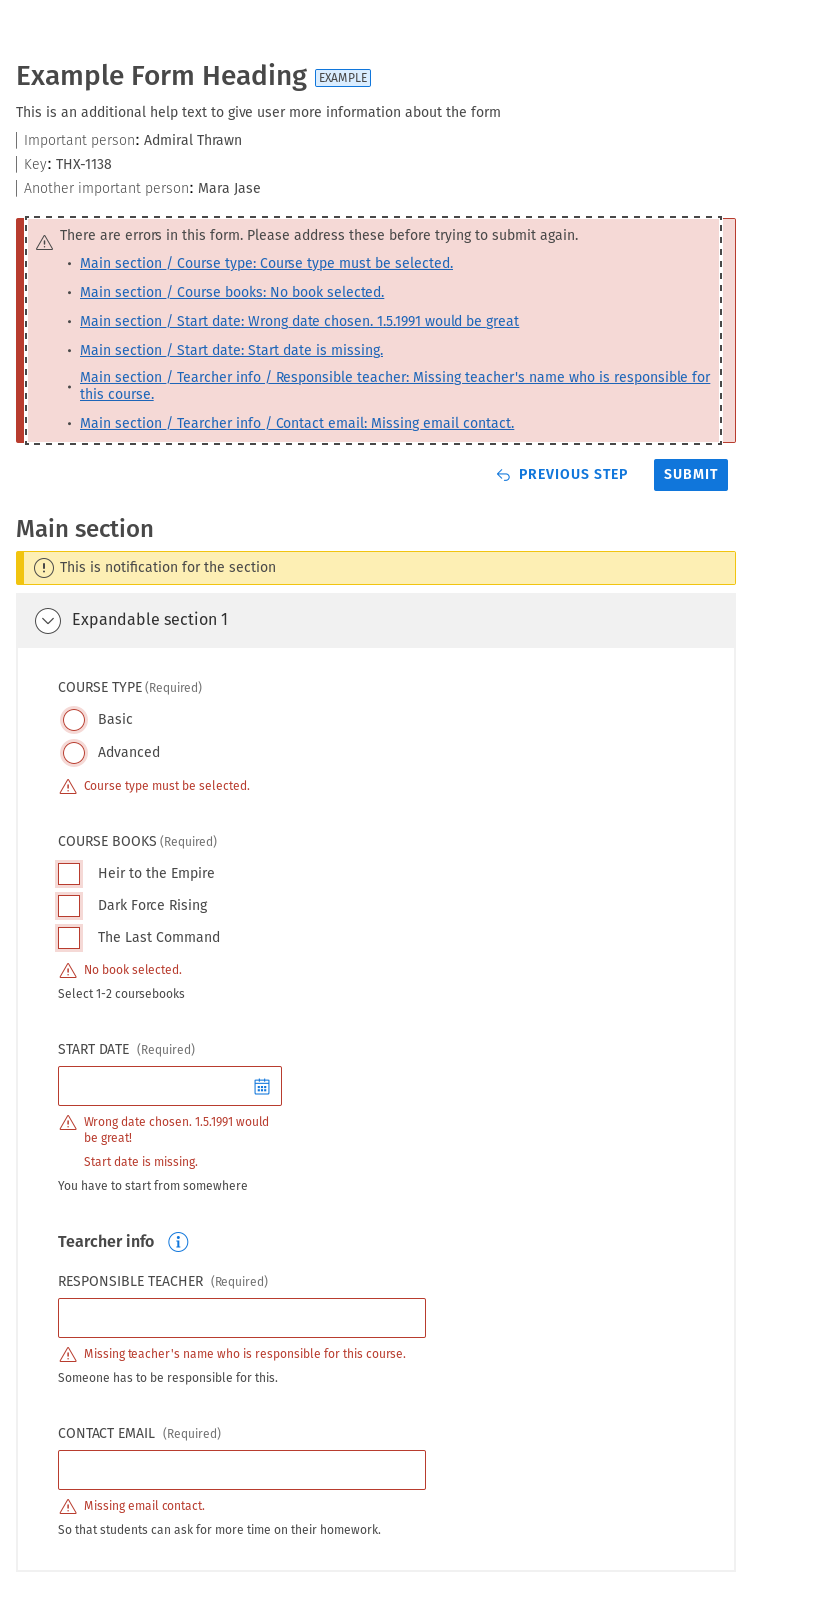 Example Form Heading EXAMPLE
This is an additional help text to give user more information about the form
Important person: Admiral Thrawn
Key: THX-1138
Another important person: Mara Jase
There are errors in this form. Please address these before trying to submit again.
• Main section / Course type: Course type must be selected.
• Main section / Course books: No book selected.
• Main section / Start date: Wrong date chosen. 1.5.1991 would be great
• Main section / Start date: Start date is missing.
• Main section / Tearcher info / Responsible teacher: Missing teacher's name who is responsible for
this course.
• Main section / Tearcher info / Contact email: Missing email contact.
PREVIOUS STEP SUBMIT
Main section
This is notification for the section
Expandable section 1
COURSE TYPE (Required)
Basic
Advanced
Course type must be selected.
COURSE BOOKS (Required)
Heir to the Empire
Dark Force Rising
The Last Command
No book selected.
Select 1-2 coursebooks
START DATE (Required)
Wrong date chosen. 1.5.1991 would
be great!
Start date is missing.
You have to start from somewhere
Tearcher info
RESPONSIBLE TEACHER (Required)
Missing teacher's name who is responsible for this course.
Someone has to be responsible for this.
CONTACT EMAIL (Required)
Missing email contact.
So that students can ask for more time on their homework.